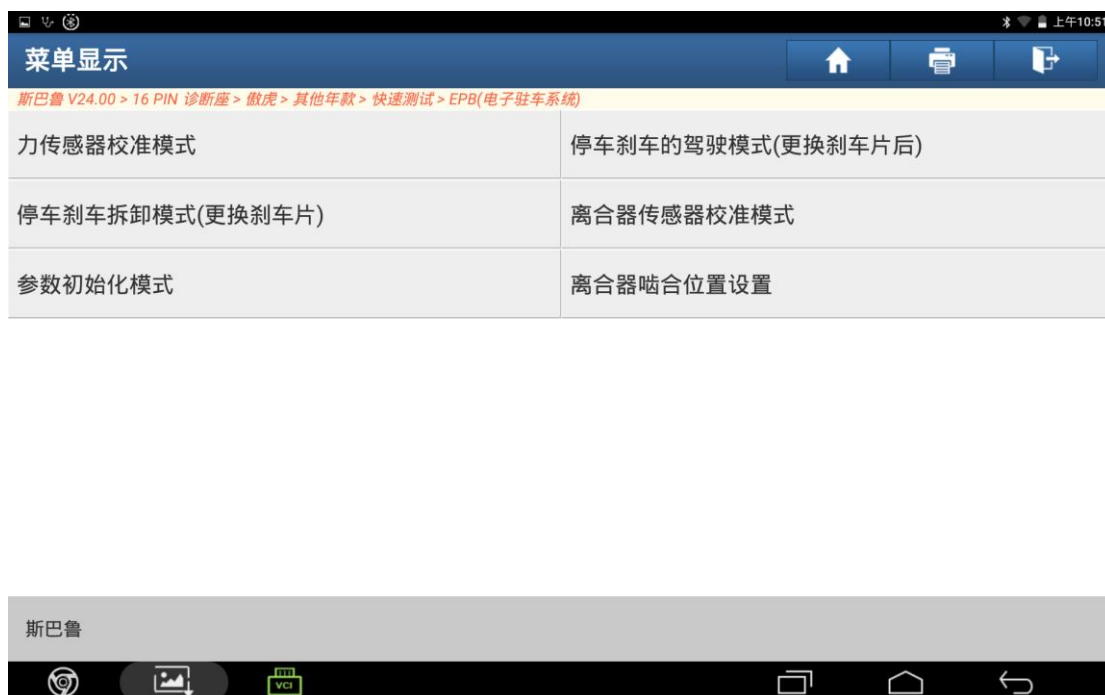 上午10:51
菜单显示
斯巴鲁 V24.00 > 16 PIN 诊断座 > 傲虎 > 其他年款 > 快速测试 > EPB(电子驻车系统)
力传感器校准模式
停车刹车的驾驶模式(更换刹车片后)
停车刹车拆卸模式(更换刹车片)
离合器传感器校准模式
参数初始化模式
离合器啮合位置设置
斯巴鲁
VCI